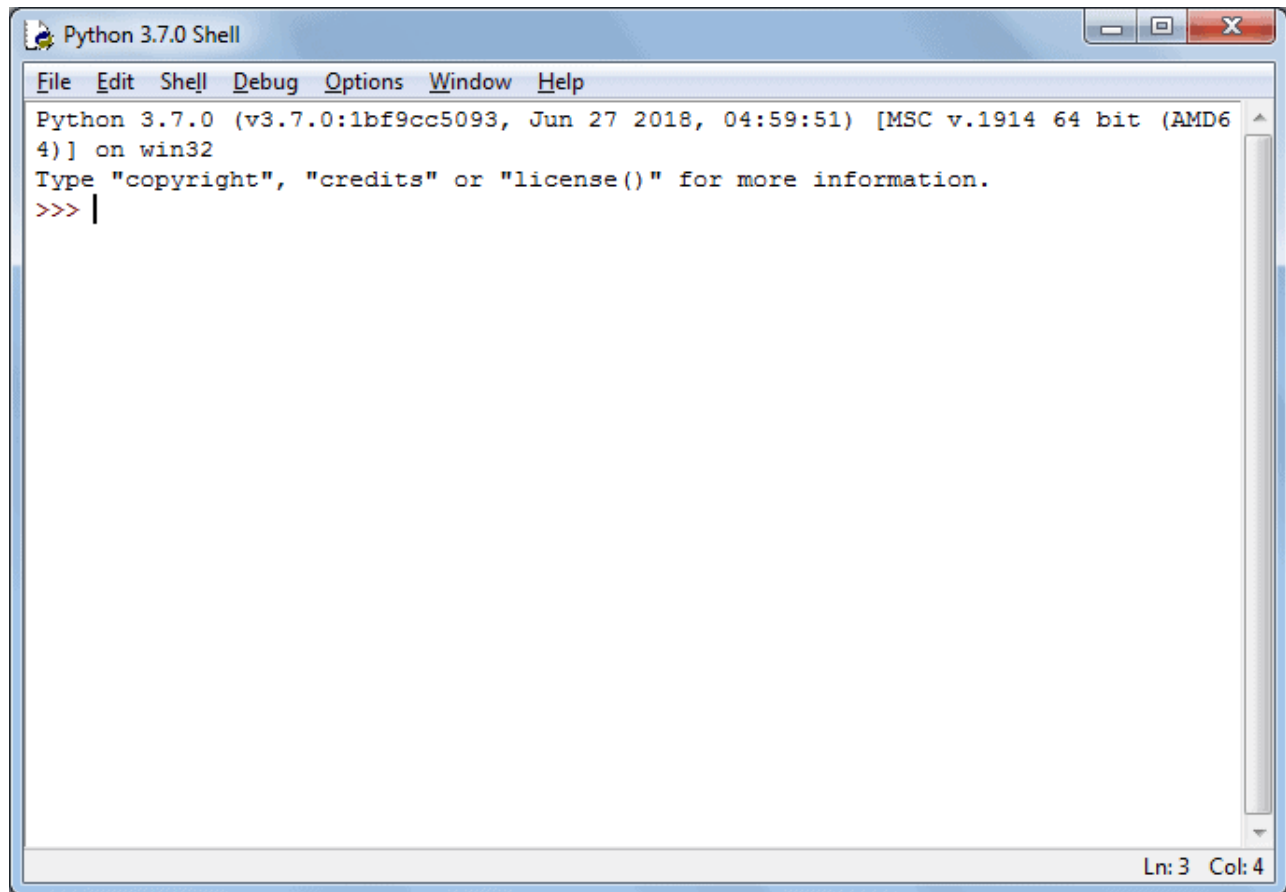 Python 3.7.0 Shell
File Edit Shell Debug Options Window Help
Python 3.7.0 (v3.7.0:1bf9cc5093, Jun 27 2018, 04:59:51) [MSC v.1914 64 bit (AMD6
4)] on win32
Type "copyright", "credits" or "license()" for more information.
>>>
Ln: 3 Col: 4